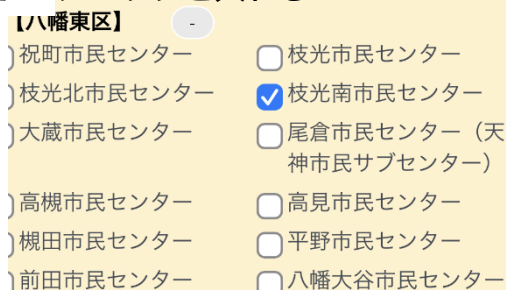 【八幡東区】 -
祝町市民センター 枝光市民センター
枝光北市民センター 枝光南市民センター
大蔵市民センター 尾倉市民センター（天
神市民サブセンター）
高槻市民センター 高見市民センター
槻田市民センター 平野市民センター
前田市民センター 八幡大谷市民センター